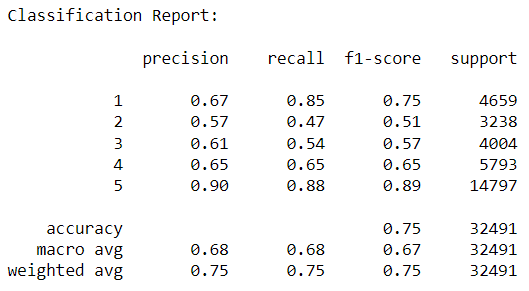 Classification Report:
precision recall f1-score support
1 0.67 0.85 0.75 4659
2 0.57 0.47 0.51 3238
3 0.61 0.54 0.57 4004
4 0.65 0.65 0.65 5793
5 0.90 0.88 0.89 14797
accuracy 0.75 32491
macro avg 0.68 0.68 0.67 32491
weighted avg 0.75 0.75 0.75 32491